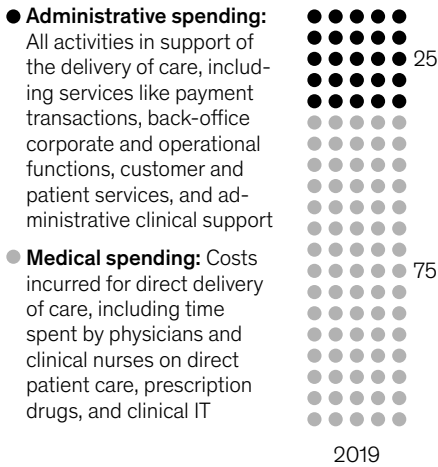 Administrative spending:
All activities in support of
the delivery of care, includ-
ing services like payment
transactions, back-office
corporate and operational
functions, customer and
patient services, and ad-
ministrative clinical support
Medical spending: Costs
incurred for direct delivery
of care, including time
spent by physicians and
clinical nurses on direct
patient care, prescription
drugs, and clinical IT
25
75
2019